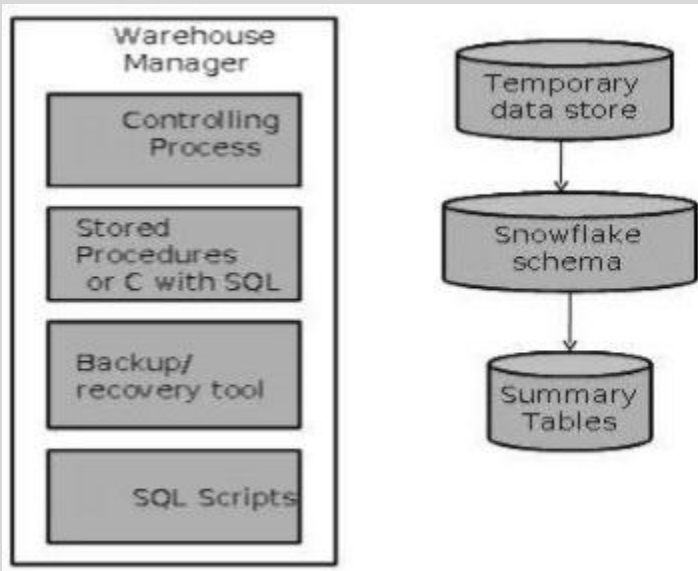 Warehouse
Manager
Controlling
Process
Stored
Procedures
or C with SQL
Backup/
recovery tool
SQL Scripts
Temporary
data store
Snowflake
schema
Summary
Tables